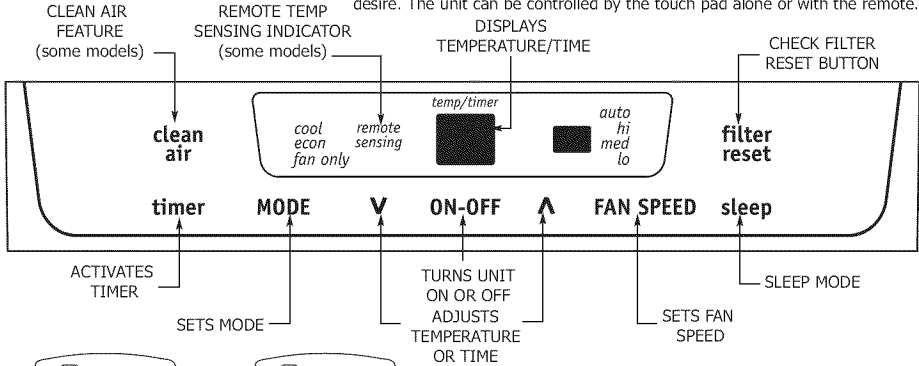 desire. The unit can be controlled by the touch pad alone or with the remote.
CLEAN AIR
FEATURE
(some models)
REMOTE TEMP
SENSING INDICATOR
(some models)
DISPLAYS
TEMPERATURE/TIME
CHECK FILTER
RESET BUTTON
clean
air
cool
econ
fan only
remote
sensing
temp/timer
auto
hi
med
lo
filter
reset
timer MODE V ON-OFF Λ FAN SPEED sleep
ACTIVATES
TIMER
SETS MODE
TURNS UNIT
ON OR OFF
ADJUSTS
TEMPERATURE
OR TIME
SETS FAN
SPEED
SLEEP MODE